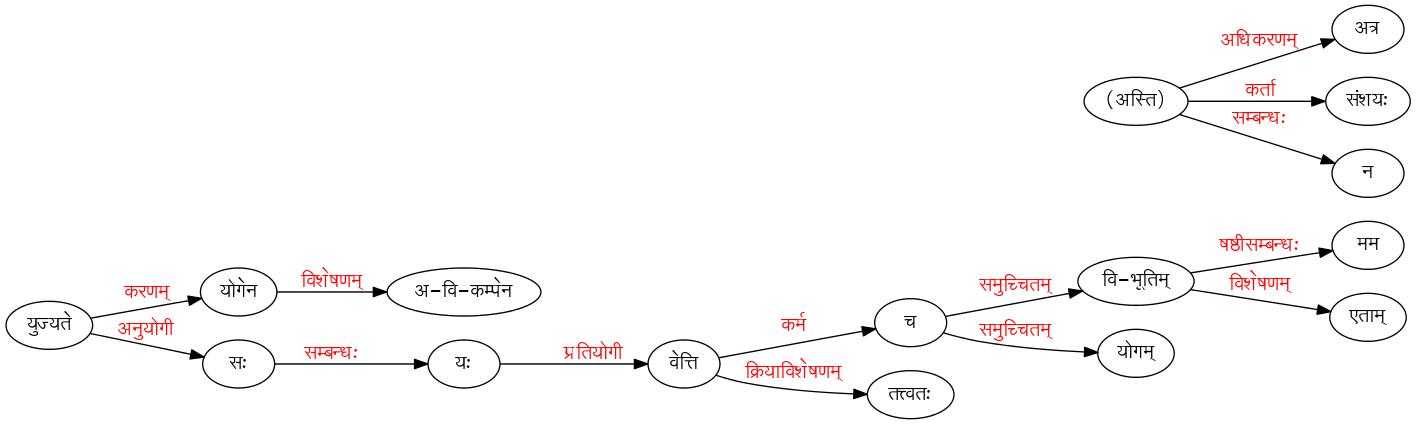 अत्र
अधिकरणम्
(अस्ति)
कर्ता
संशयः
सम्बन्धः
न
षष्ठीसम्बन्धः
मम
समुच्चितम्
वि-भूतिम्
विशेषणम्
एताम्
करणम्
योगेन
विशेषणम्
अ-वि-कम्पेन
युज्यते
अनुयोगी
सः
सम्बन्धः
यः
प्रतियोगी
वेत्ति
कर्म
च
समुच्चितम्
योगम्
क्रियाविशेषणम्
तत्त्वतः